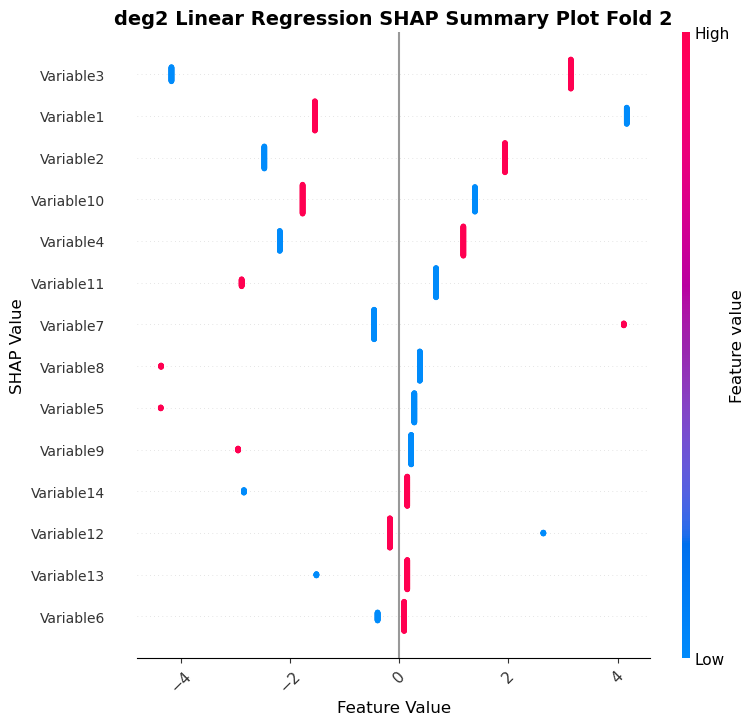 deg2 Linear Regression SHAP Summary Plot Fold 2
High
Variable3
Variable1
Variable2
Variable10
Variable4
Variable11
Variable7
Variable8
Variable5
Variable9
Variable14
Variable12
Variable13
Variable6
SHAP Value
Feature value
Low
−4
−2
0
2
4
Feature Value